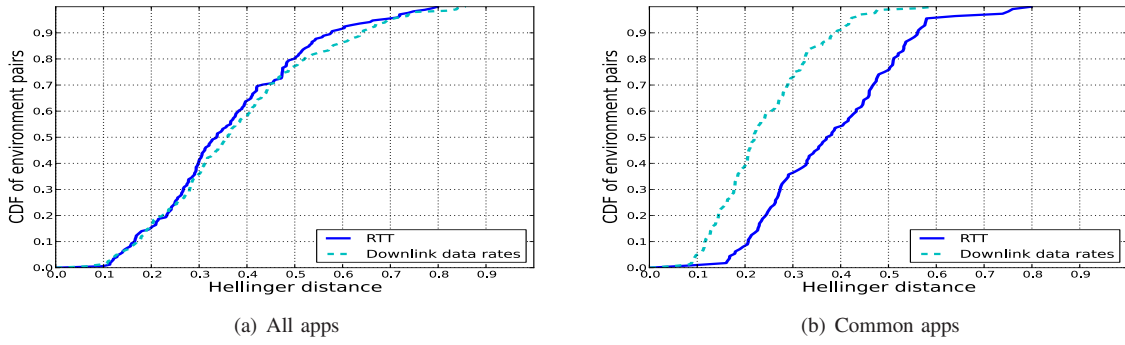 0.9
0.8
0.7
0.6
0.5
0.4
0.3
0.2
0.1
0.0
CDF of environment pairs
RTT
Downlink data rates
0.0 0.1 0.2 0.3 0.4 0.5 0.6 0.7 0.8 0.9
Hellinger distance
(a) All apps
0.9
0.8
0.7
0.6
0.5
0.4
0.3
0.2
0.1
0.0
CDF of environment pairs
RTT
Downlink data rates
0.0 0.1 0.2 0.3 0.4 0.5 0.6 0.7 0.8 0.9
Hellinger distance
(b) Common apps